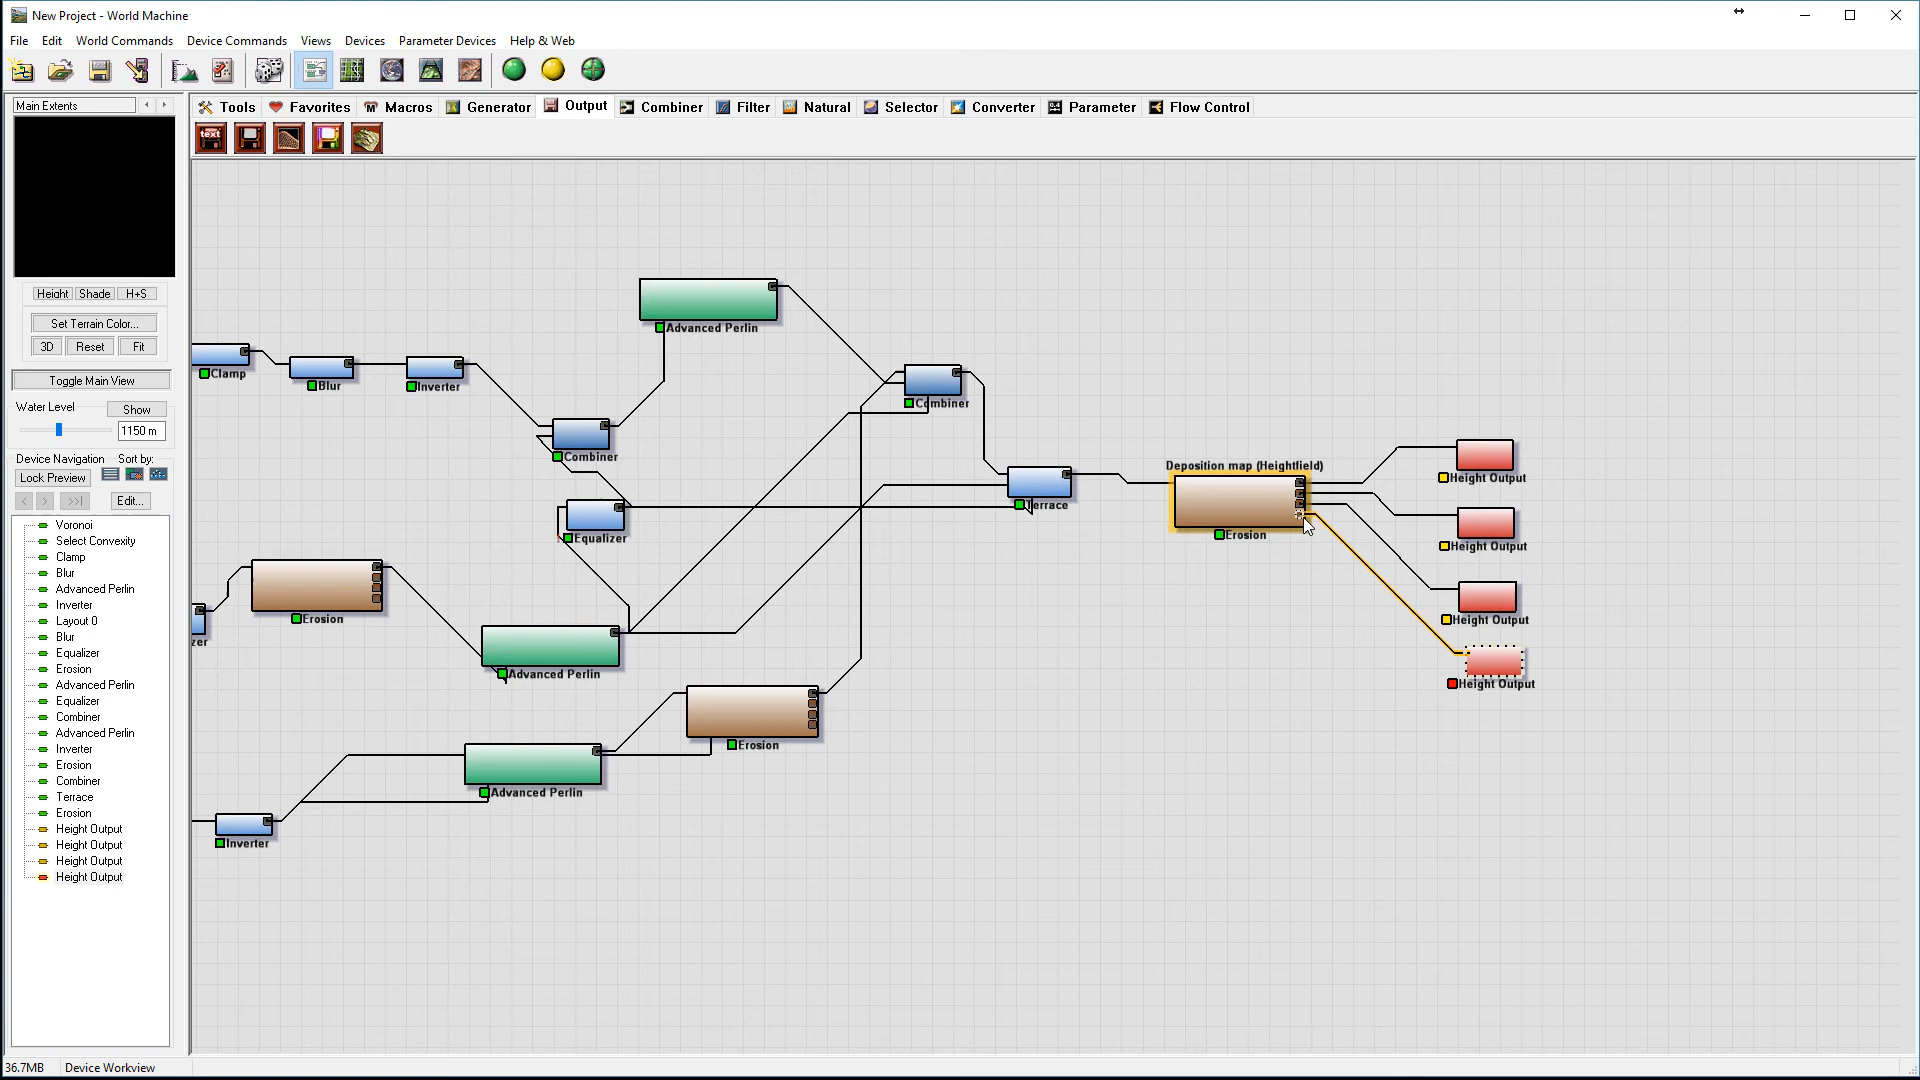 New Project - World Machine
File Edit World Commands Device Commands Views Devices Parameter Devices Help & Web
Main Extents
Tools Favorites Macros Generator Output Combiner Filter Natural Selector Converter Parameter Flow Control
text
Height Shade H+S
Set Terrain Color...
3D Reset Fit
Toggle Main View
Water Level Show
1150 m
Device Navigation Sort by:
Lock Preview
Edit...
Voronoi
Select Convexity
Clamp
Blur
Advanced Perlin
Inverter
Layout 0
Blur
Equalizer
Erosion
Advanced Perlin
Equalizer
Combiner
Advanced Perlin
Inverter
Erosion
Combiner
Terrace
Erosion
Height Output
Height Output
Height Output
Height Output
Advanced Perlin
Clamp
Blur
Inverter
Combiner
Combiner
Deposition map (Heightfield)
Height Output
Terrace
Equalizer
Erosion
Height Output
Erosion
Height Output
zer
Advanced Perlin
Height Output
Erosion
Advanced Perlin
Inverter
36.7MB Device Workview